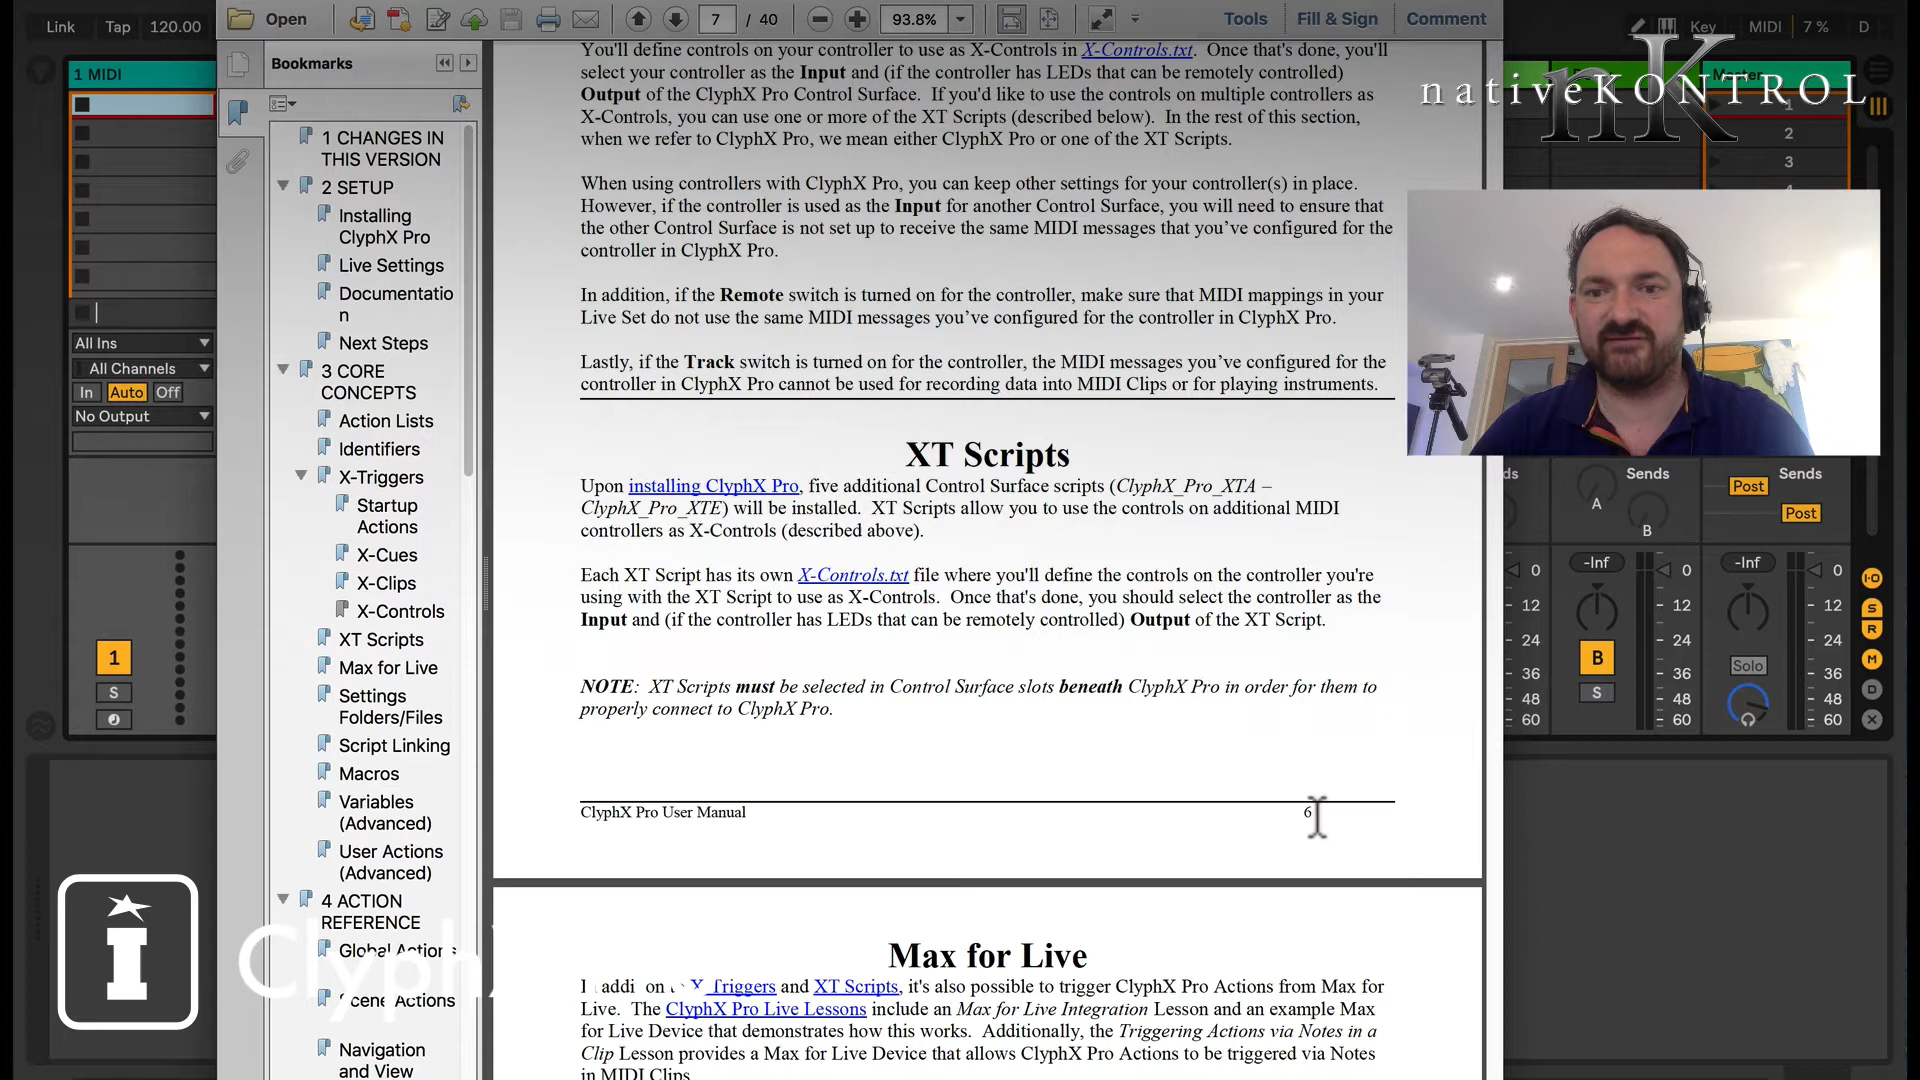 Link Tap 120.00
Open
7 / 40
93.8%
Tools Fill & Sign Comment
Key MIDI 7 % D
1 MIDI
Master
nativeKONTROL
nK
1
2
3
Bookmarks
1 CHANGES IN
THIS VERSION
2 SETUP
Installing
ClyphX Pro
Live Settings
Documentatio
n
Next Steps
3 CORE
CONCEPTS
Action Lists
Identifiers
X-Triggers
Startup
Actions
X-Cues
X-Clips
X-Controls
XT Scripts
Max for Live
Settings
Folders/Files
Script Linking
Macros
Variables
(Advanced)
User Actions
(Advanced)
4 ACTION
REFERENCE
Global Actions
Scene Actions
Navigation
and View
You'll define controls on your controller to use as X-Controls in X-Controls.txt. Once that's done, you'll
select your controller as the Input and (if the controller has LEDs that can be remotely controlled)
Output of the ClyphX Pro Control Surface. If you'd like to use the controls on multiple controllers as
X-Controls, you can use one or more of the XT Scripts (described below). In the rest of this section,
when we refer to ClyphX Pro, we mean either ClyphX Pro or one of the XT Scripts.
When using controllers with ClyphX Pro, you can keep other settings for your controller(s) in place.
However, if the controller is used as the Input for another Control Surface, you will need to ensure that
the other Control Surface is not set up to receive the same MIDI messages that you've configured for the
controller in ClyphX Pro.
In addition, if the Remote switch is turned on for the controller, make sure that MIDI mappings in your
Live Set do not use the same MIDI messages you've configured for the controller in ClyphX Pro.
Lastly, if the Track switch is turned on for the controller, the MIDI messages you've configured for the
controller in ClyphX Pro cannot be used for recording data into MIDI Clips or for playing instruments.
XT Scripts
Upon installing ClyphX Pro, five additional Control Surface scripts (ClyphX_Pro_XTA –
ClyphX_Pro_XTE) will be installed. XT Scripts allow you to use the controls on additional MIDI
controllers as X-Controls (described above).
Each XT Script has its own X-Controls.txt file where you'll define the controls on the controller you're
using with the XT Script to use as X-Controls. Once that's done, you should select the controller as the
Input and (if the controller has LEDs that can be remotely controlled) Output of the XT Script.
NOTE: XT Scripts must be selected in Control Surface slots beneath ClyphX Pro in order for them to
properly connect to ClyphX Pro.
ClyphX Pro User Manual 6
Max for Live
I addi on X Triggers and XT Scripts, it's also possible to trigger ClyphX Pro Actions from Max for
Live. The ClyphX Pro Live Lessons include an Max for Live Integration Lesson and an example Max
for Live Device that demonstrates how this works. Additionally, the Triggering Actions via Notes in a
Clip Lesson provides a Max for Live Device that allows ClyphX Pro Actions to be triggered via Notes
in MIDI Clips
All Ins
All Channels
In Auto Off
No Output
1
S
Sends
A
B
-Inf
0
12
24
36
48
60
B
S
Sends
Post
Post
-Inf
0
12
24
36
48
60
Solo
I·O
S
R
M
D
X
I
Clyph